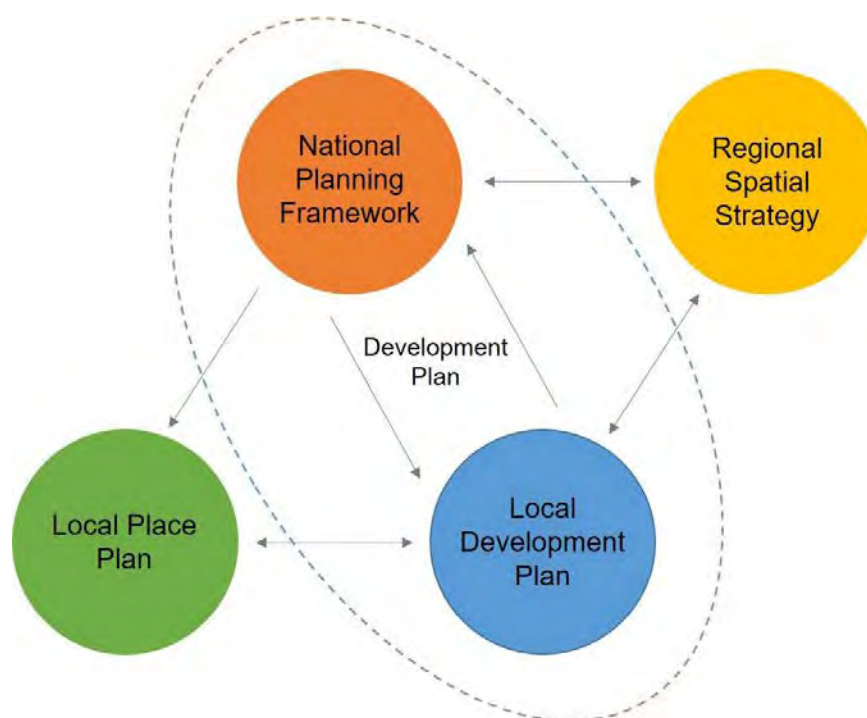 National
Planning
Framework
Regional
Spatial
Strategy
Development
Plan
Local Place
Plan
Local
Development
Plan